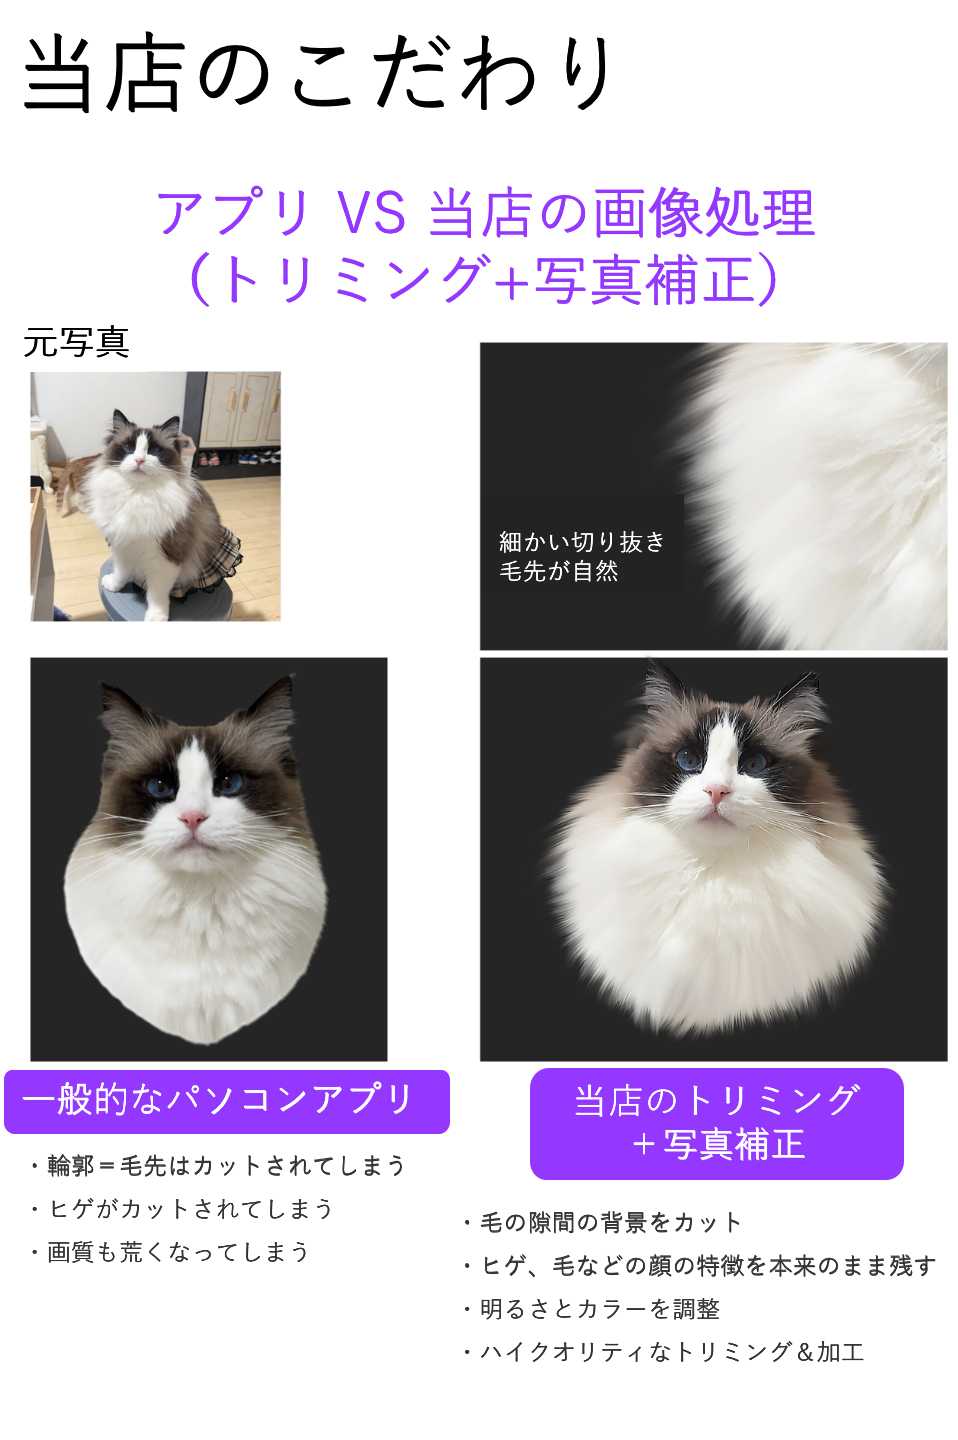 当店のこだわり
アプリ VS 当店の画像処理
（トリミング+写真補正）
元写真
細かい切り抜き
毛先が自然
一般的なパソコンアプリ
・輪郭＝毛先はカットされてしまう
・ヒゲがカットされてしまう
・画質も荒くなってしまう
当店のトリミング
＋写真補正
・毛の隙間の背景をカット
・ヒゲ、毛などの顔の特徴を本来のまま残す
・明るさとカラーを調整
・ハイクオリティなトリミング＆加工